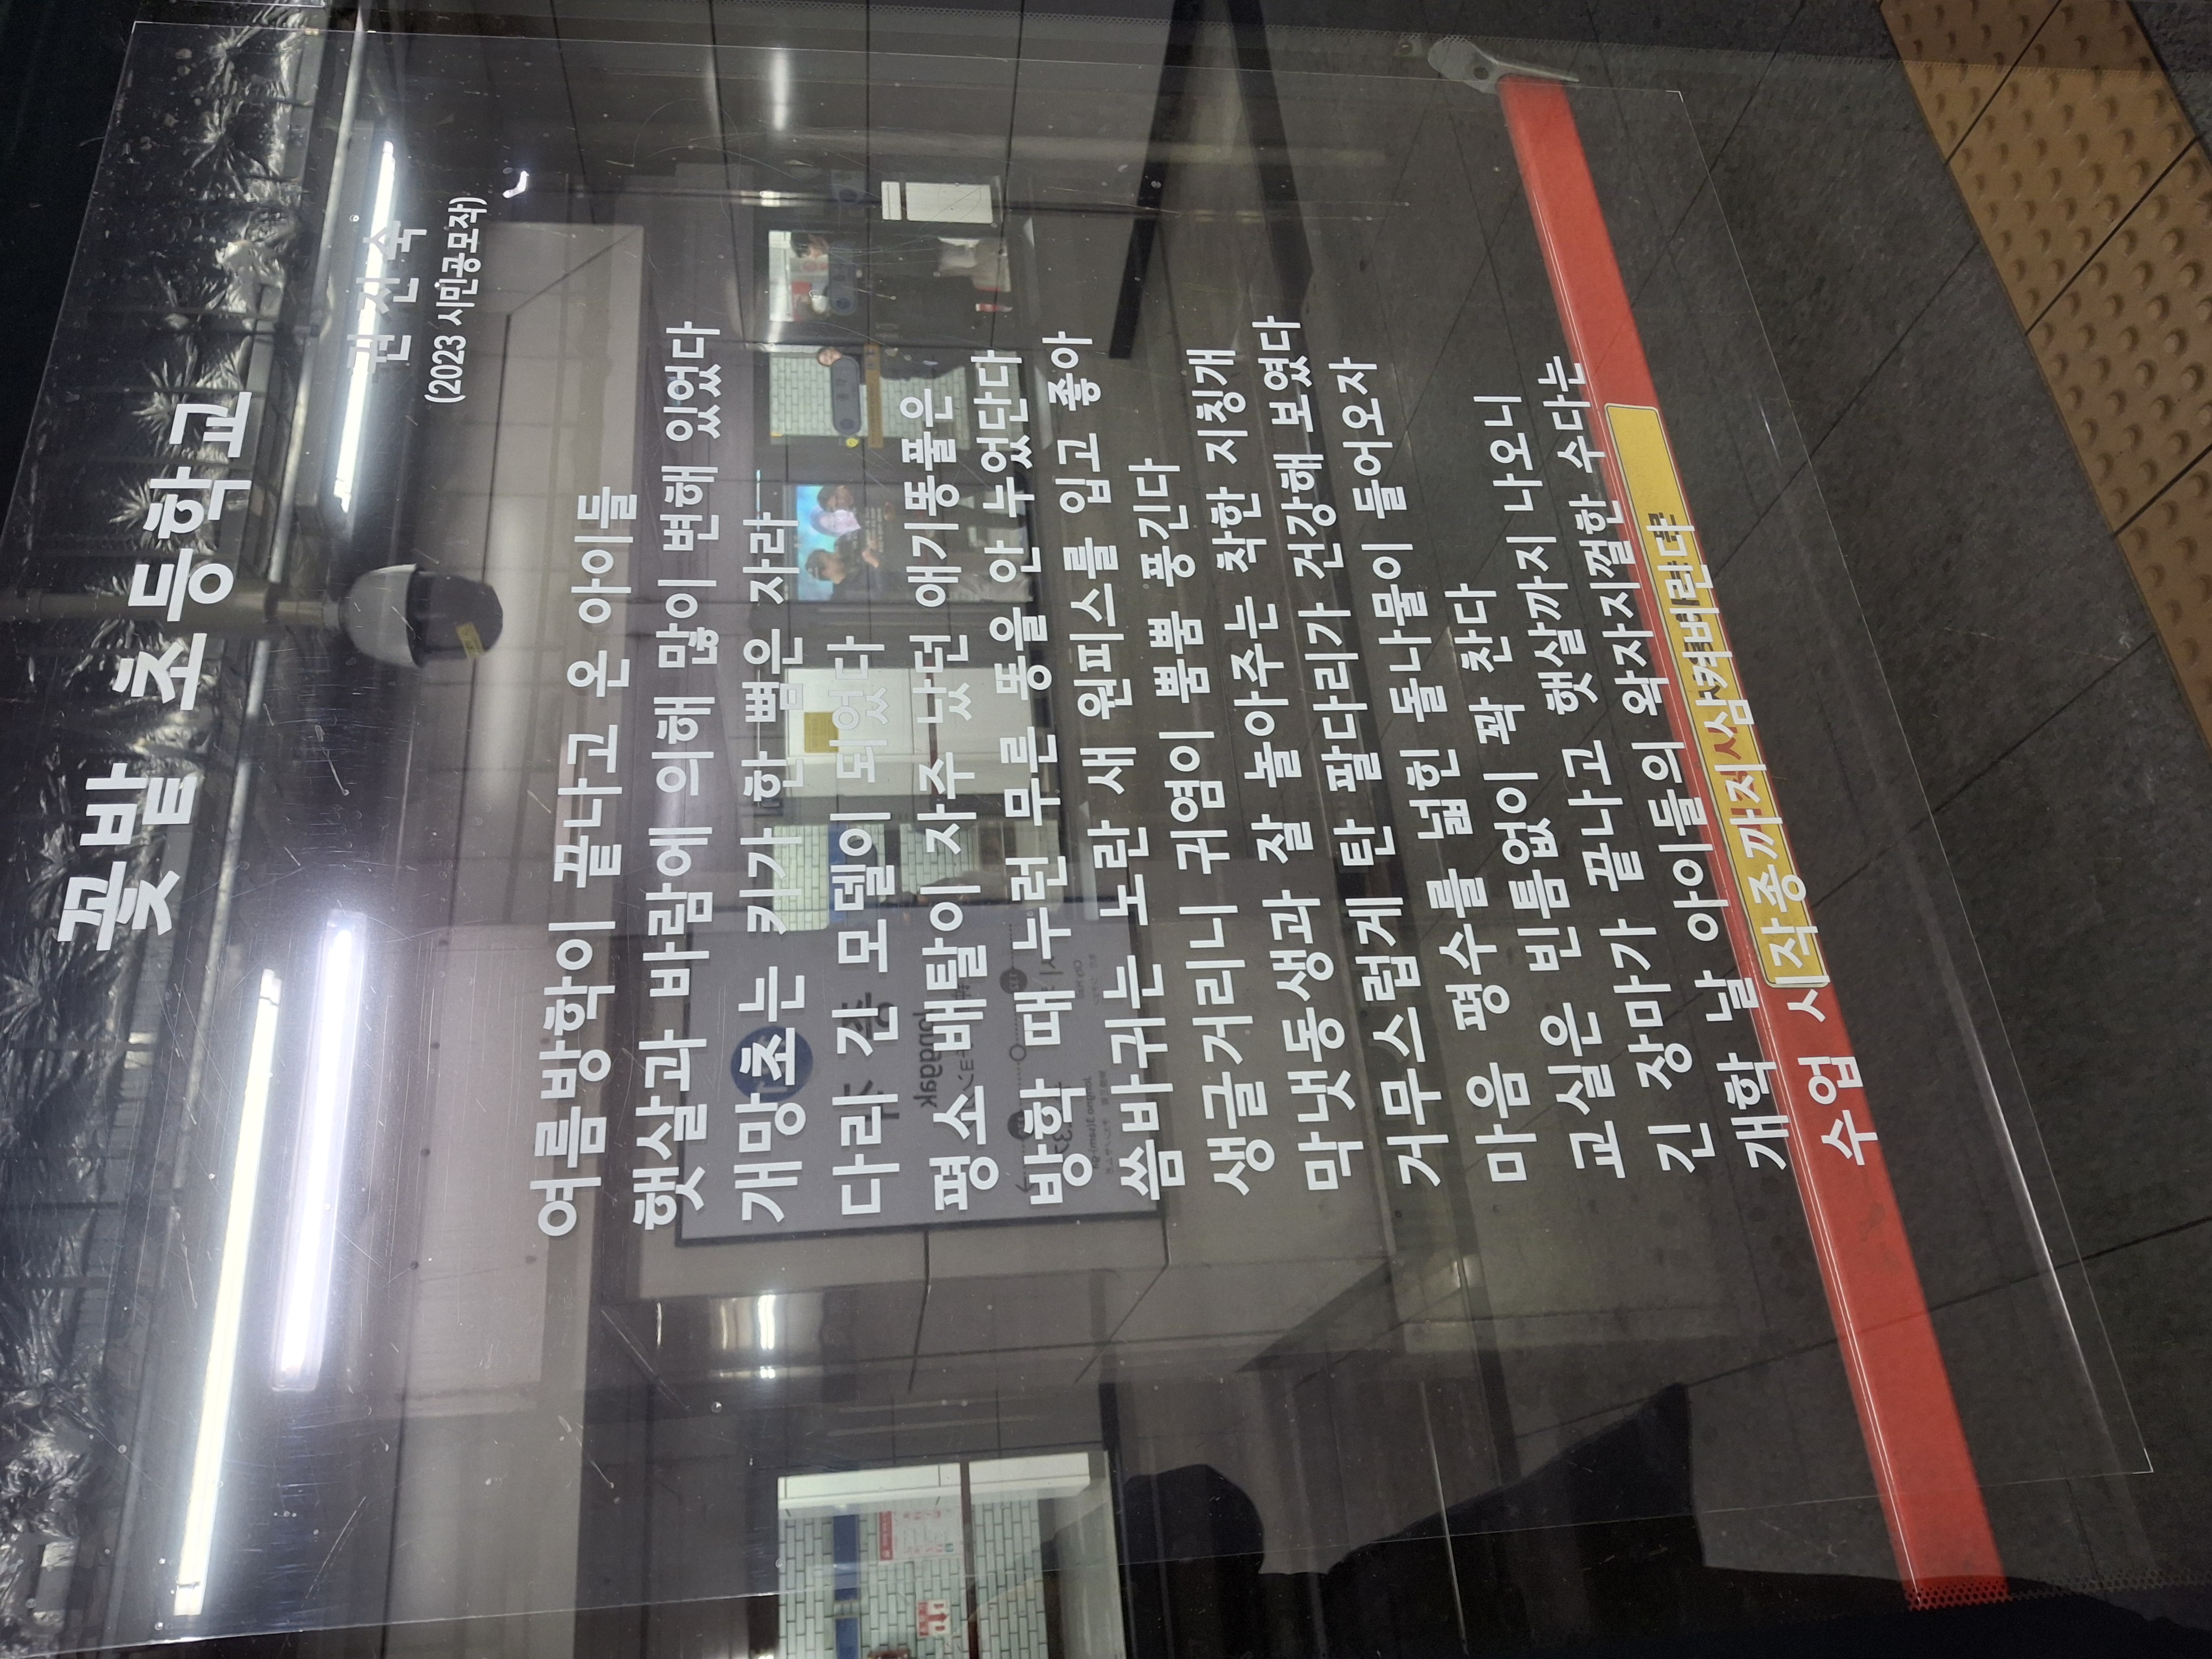 꽃밭 초등학교
권 진 숙
(2023 시민공모작)
여름방학이 끝나고 온 아이들
햇살과 바람에 의해 많이 변해 있었다
개망초는 키가 한 뼘은 자라
다리 긴 모델이 되었다
평소 배탈이 자주 났던 애기똥풀은
방학 때 누런 무른 똥을 안 누었단다
씀바귀는 노란 새 원피스를 입고 좋아
생글거리니 귀염이 뿜뿜 풍긴다
막냇동생과 잘 놀아주는 착한 지칭개
거무스럽게 탄 팔다리가 건강해 보였다
마음 평수를 넓힌 돌나물이 들어오자
교실은 빈틈없이 꽉 찬다
긴 장마가 끝나고 햇살까지 나오니
개학 날 아이들의 왁자지껄한 수다는
수업 시작종까지 삼켜버린다
종각
Jonggak